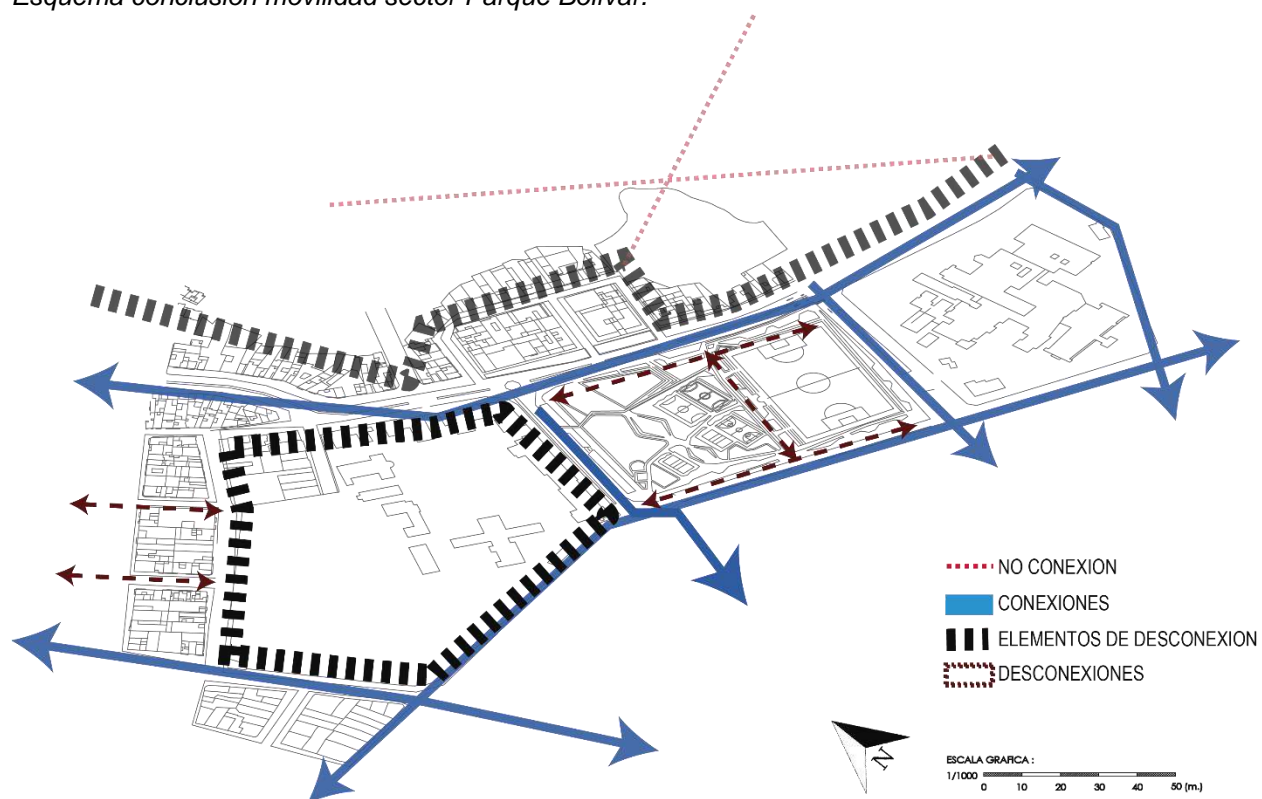 Esquema conclusión movilidad sector Parque Bolívar.
NO CONEXION
CONEXIONES
ELEMENTOS DE DESCONEXION
DESCONEXIONES
N
ESCALA GRAFICA :
1/1000
0 10 20 30 40 50 (m.)